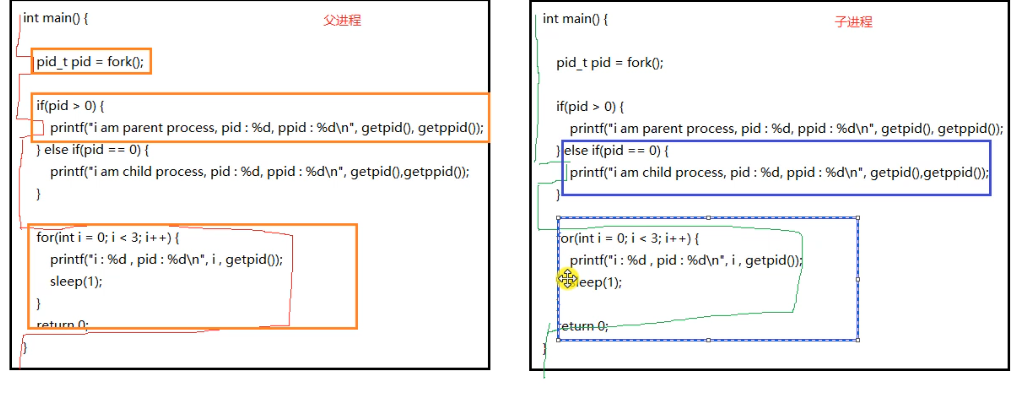 int main() {
父进程
pid_t pid = fork();
if(pid > 0) {
printf("i am parent process, pid : %d, ppid : %d\n", getpid(), getppid());
} else if(pid == 0) {
printf("i am child process, pid : %d, ppid : %d\n", getpid(),getppid());
}
for(int i = 0; i < 3; i++) {
printf("i : %d , pid : %d\n", i , getpid());
sleep(1);
}
return 0;
}
int main() {
子进程
pid_t pid = fork();
if(pid > 0) {
printf("i am parent process, pid : %d, ppid : %d\n", getpid(), getppid());
} else if(pid == 0) {
printf("i am child process, pid : %d, ppid : %d\n", getpid(),getppid());
}
for(int i = 0; i < 3; i++) {
printf("i : %d , pid : %d\n", i , getpid());
sleep(1);
return 0;
}